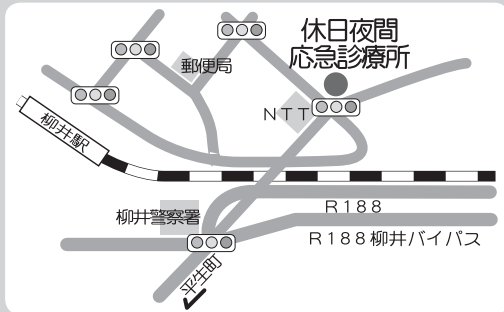 休日夜間
応急診療所
郵便局
ＮＴＴ
柳井駅
柳井警察署
Ｒ１８８
Ｒ１８８柳井バイパス
平生町